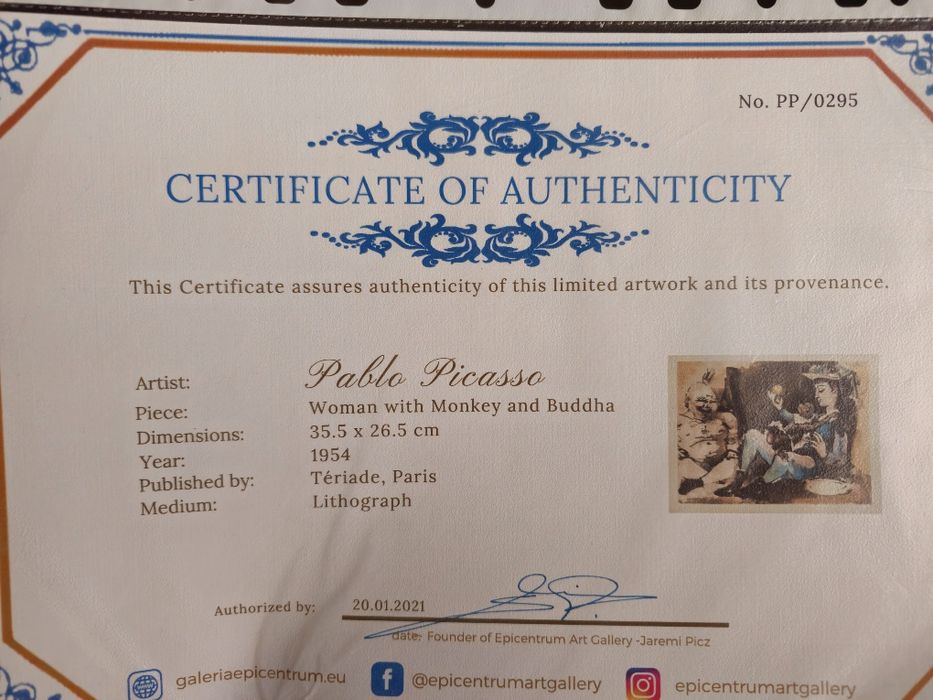 No. PP/0295
CERTIFICATE OF AUTHENTICITY
This Certificate assures authenticity of this limited artwork and its provenance.
Artist: Pablo Picasso
Piece: Woman with Monkey and Buddha
Dimensions: 35.5 x 26.5 cm
Year: 1954
Published by: Tériade, Paris
Medium: Lithograph
Authorized by: 20.01.2021
date. Founder of Epicentrum Art Gallery -Jaremi Picz
galeriaepicentrum.eu @epicentrumartgallery epicentrumartgallery